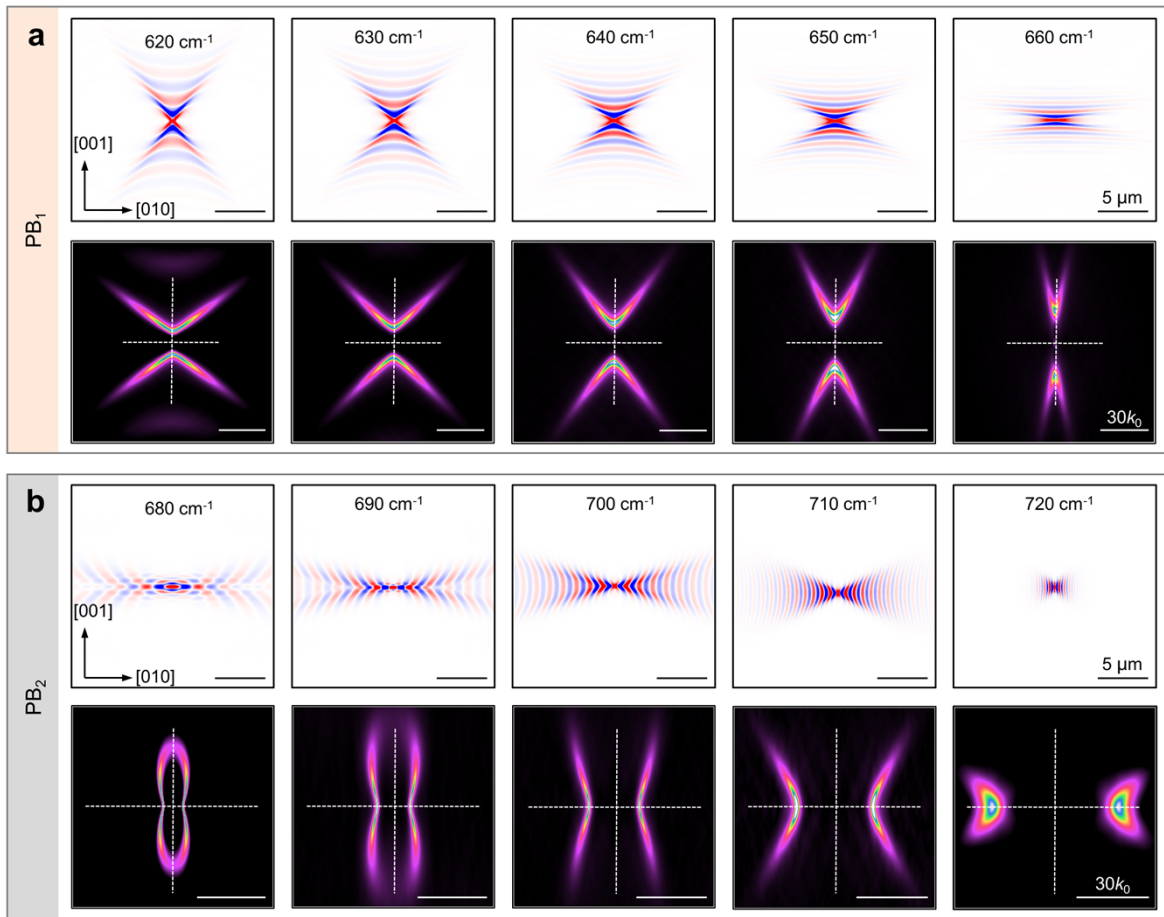 a
PB₁
620 cm⁻¹
630 cm⁻¹
640 cm⁻¹
650 cm⁻¹
660 cm⁻¹
[001]
[010]
5 μm
30k₀
b
PB₂
680 cm⁻¹
690 cm⁻¹
700 cm⁻¹
710 cm⁻¹
720 cm⁻¹
[001]
[010]
5 μm
30k₀